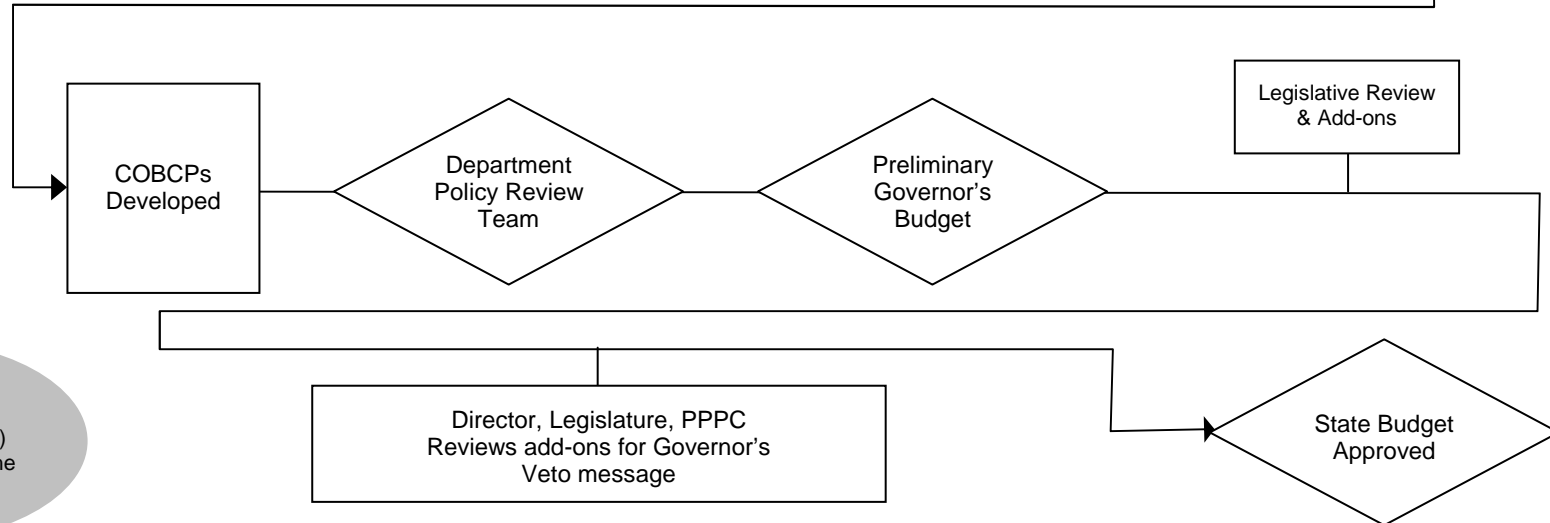 Legislative Review
& Add-ons
COBCPs
Developed
Department
Policy Review
Team
Preliminary
Governor's
Budget
Director, Legislature, PPPC
Reviews add-ons for Governor's
Veto message
State Budget
Approved
)